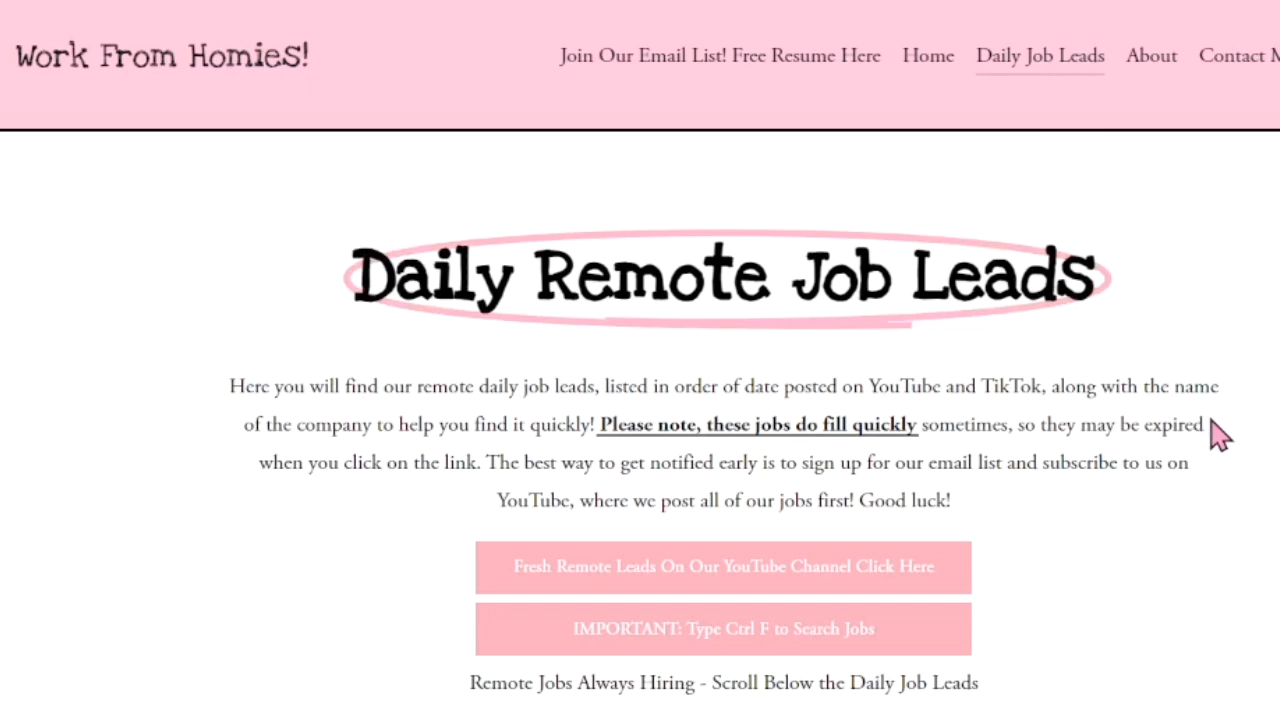 Work From Homies!
Join Our Email List! Free Resume Here Home Daily Job Leads About Contact
Daily Remote Job Leads
Here you will find our remote daily job leads, listed in order of date posted on YouTube and TikTok, along with the name
of the company to help you find it quickly! Please note, these jobs do fill quickly sometimes, so they may be expired
when you click on the link. The best way to get notified early is to sign up for our email list and subscribe to us on
YouTube, where we post all of our jobs first! Good luck!
Fresh Remote Leads On Our YouTube Channel Click Here
IMPORTANT: Type Ctrl F to Search Jobs
Remote Jobs Always Hiring - Scroll Below the Daily Job Leads